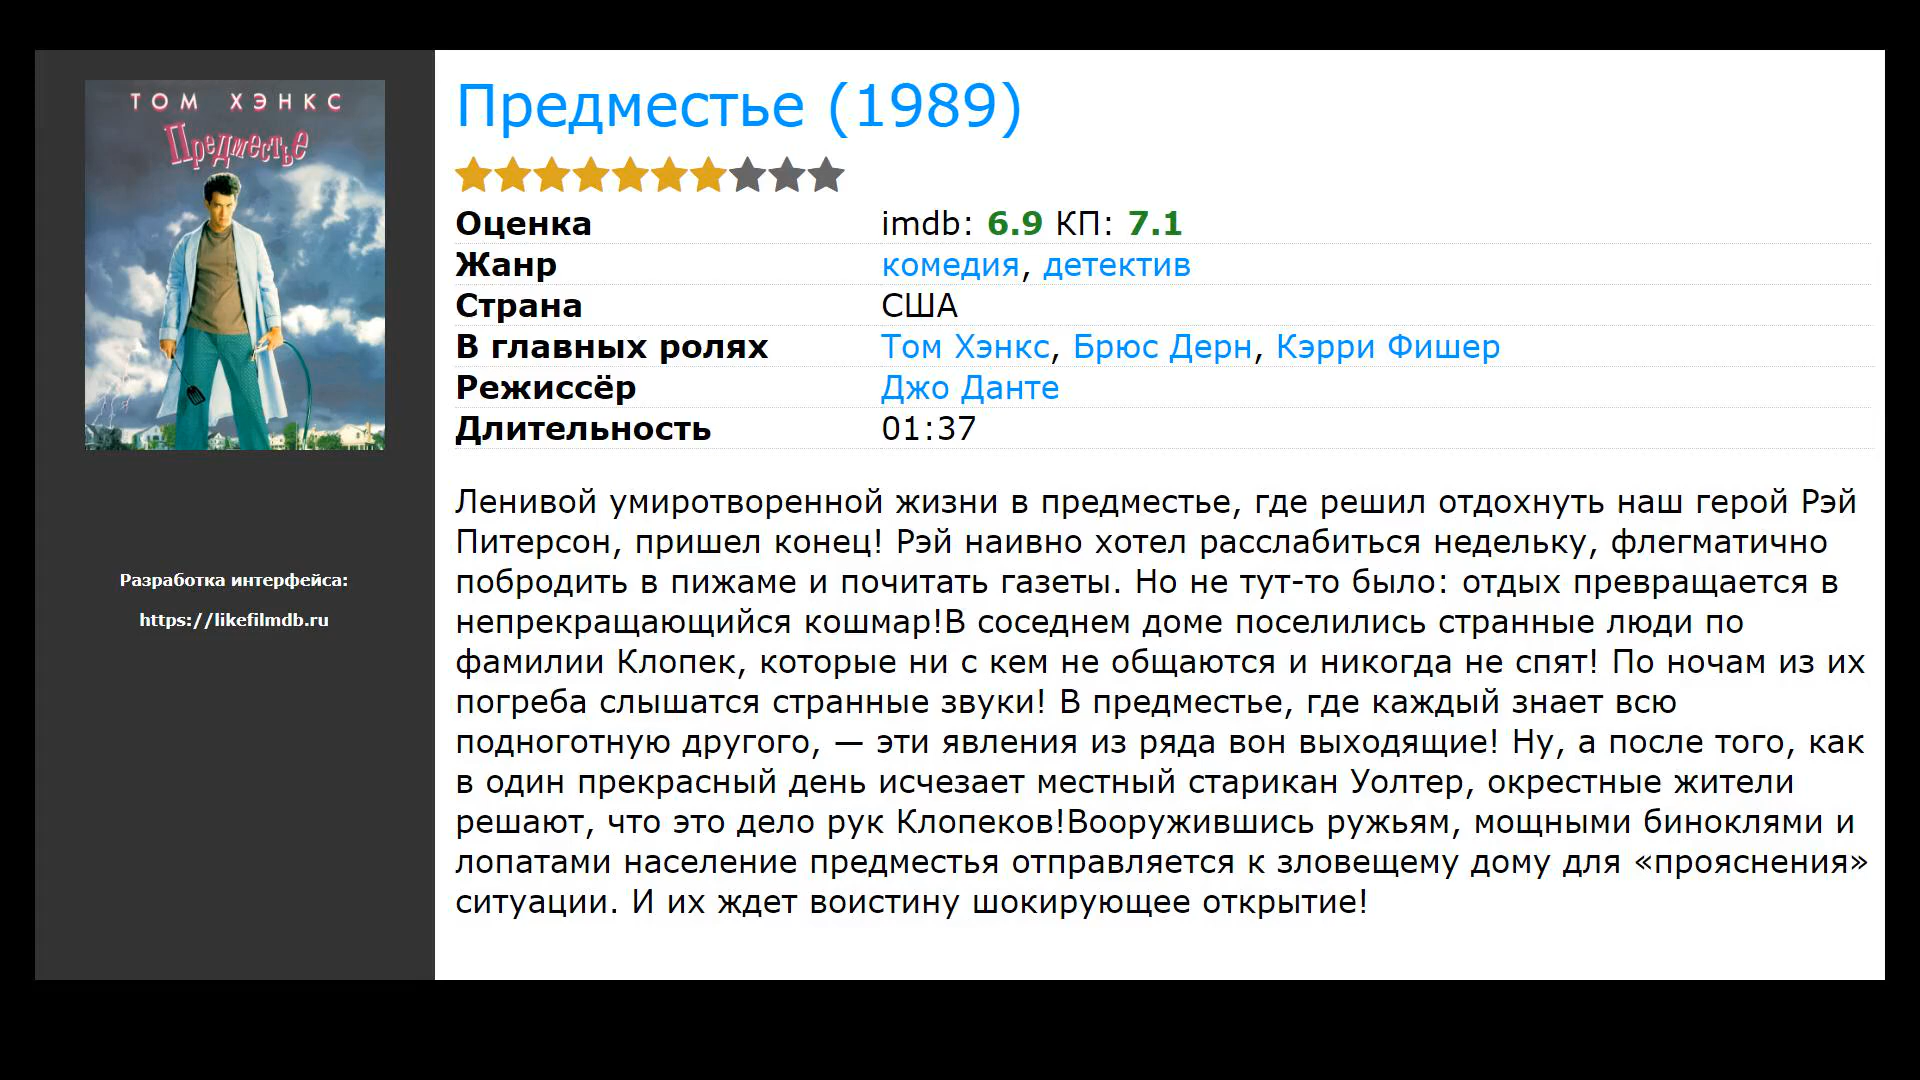 ТОМ ХЭНКС
Предместье
Разработка интерфейса:
https://likefilmdb.ru
Предместье (1989)
Оценка imdb: 6.9 КП: 7.1
Жанр комедия, детектив
Страна США
В главных ролях Том Хэнкс, Брюс Дерн, Кэрри Фишер
Режиссёр Джо Данте
Длительность 01:37
Ленивой умиротворенной жизни в предместье, где решил отдохнуть наш герой Рэй
Питерсон, пришел конец! Рэй наивно хотел расслабиться недельку, флегматично
побродить в пижаме и почитать газеты. Но не тут-то было: отдых превращается в
непрекращающийся кошмар!В соседнем доме поселились странные люди по
фамилии Клопек, которые ни с кем не общаются и никогда не спят! По ночам из их
погреба слышатся странные звуки! В предместье, где каждый знает всю
подноготную другого, — эти явления из ряда вон выходящие! Ну, а после того, как
в один прекрасный день исчезает местный старикан Уолтер, окрестные жители
решают, что это дело рук Клопеков!Вооружившись ружьям, мощными биноклями и
лопатами население предместья отправляется к зловещему дому для «прояснения»
ситуации. И их ждет воистину шокирующее открытие!